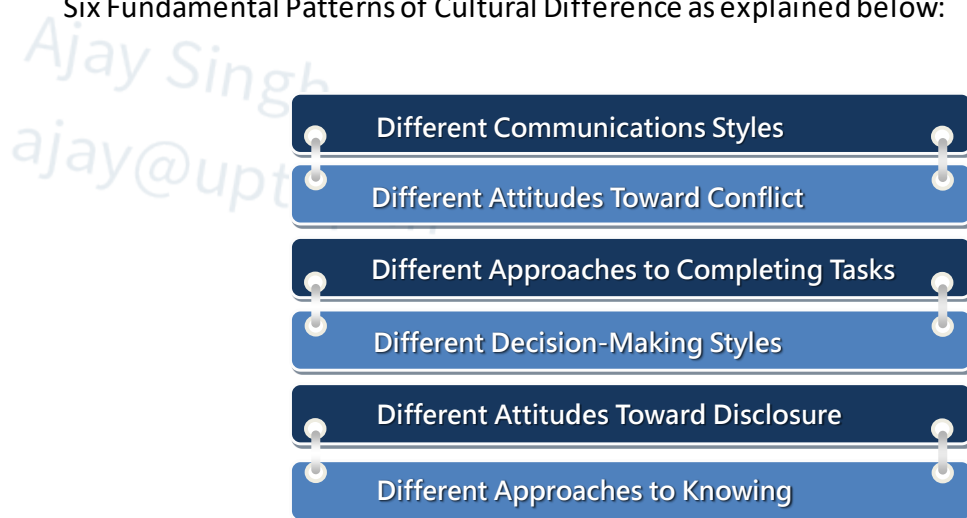 Six Fundamental Patterns of Cultural Difference as explained below:
Ajay Singh
Different Communications Styles
Different Attitudes Toward Conflict
Different Approaches to Completing Tasks
Different Decision-Making Styles
Different Attitudes Toward Disclosure
Different Approaches to Knowing